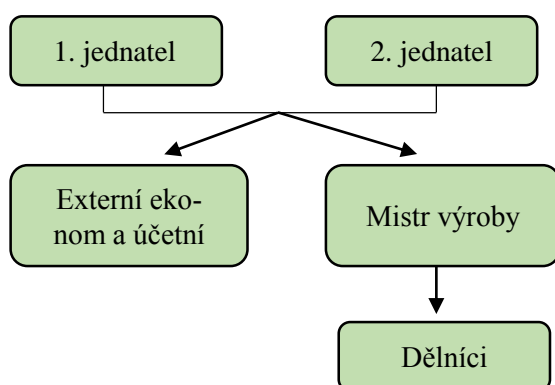 1. jednatel
2. jednatel
Externí eko-
nom a účetní
Mistr výroby
Dělníci